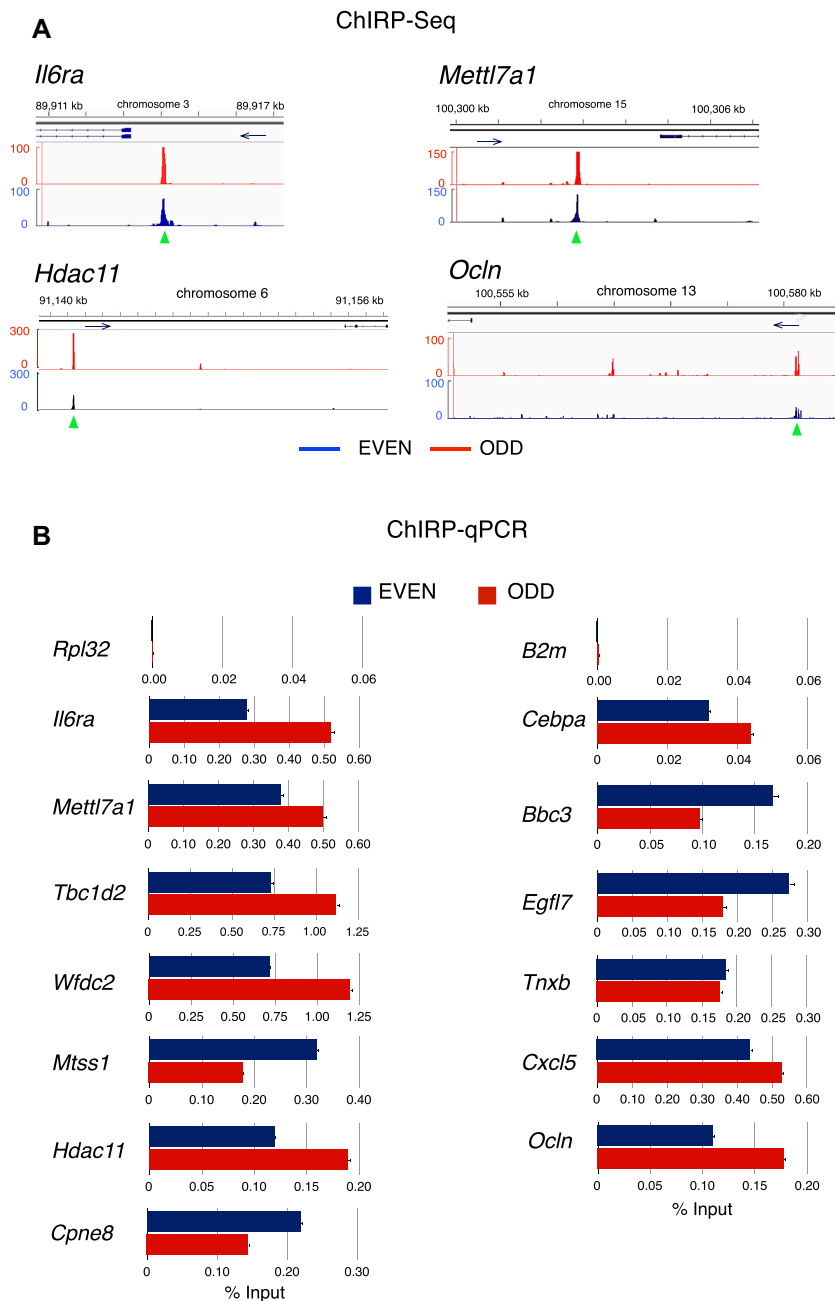 A
ChIRP-Seq
Il6ra
89,911 kb chromosome 3 89,917 kb
100
0
100
0
Mettl7a1
100,300 kb chromosome 15 100,306 kb
150
0
150
0
Hdac11
91,140 kb chromosome 6 91,156 kb
300
0
300
0
Ocln
100,555 kb chromosome 13 100,580 kb
100
0
100
0
EVEN ODD
B
ChIRP-qPCR
EVEN ODD
Rpl32
0.00 0.02 0.04 0.06
Il6ra
0 0.10 0.20 0.30 0.40 0.50 0.60
Mettl7a1
0 0.10 0.20 0.30 0.40 0.50 0.60
Tbc1d2
0 0.25 0.50 0.75 1.00 1.25
Wfdc2
0 0.25 0.50 0.75 1.00 1.25
Mtss1
0 0.10 0.20 0.30 0.40
Hdac11
0 0.05 0.10 0.15 0.20
Cpne8
0 0.10 0.20 0.30
% Input
B2m
0.00 0.02 0.04 0.06
Cebpa
0 0.02 0.04 0.06
Bbc3
0 0.05 0.10 0.15 0.20
Egfl7
0 0.05 0.10 0.15 0.20 0.25 0.30
Tnxb
0 0.05 0.10 0.15 0.20 0.25 0.30
Cxcl5
0 0.10 0.20 0.30 0.40 0.50 0.60
Ocln
0 0.05 0.10 0.15 0.20
% Input